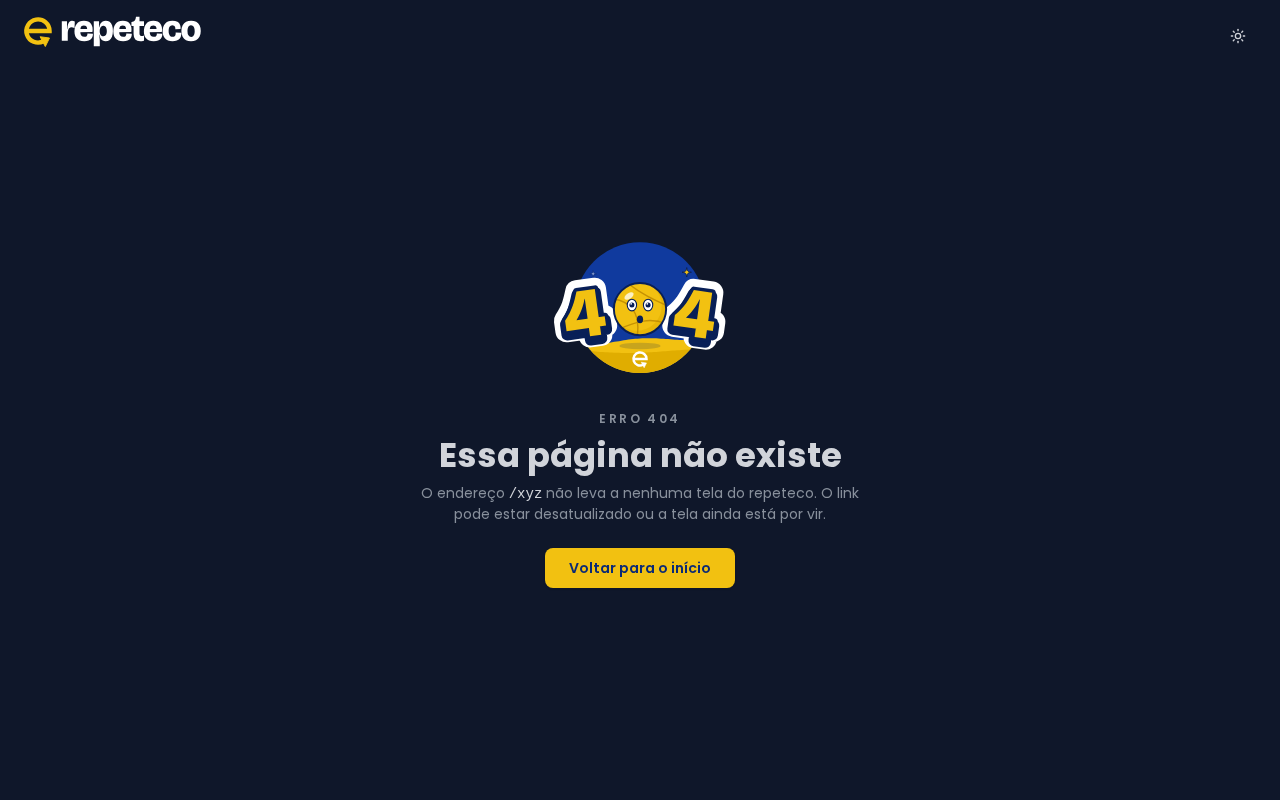 repeteco
404
ERRO 404
Essa página não existe
O endereço /xyz não leva a nenhuma tela do repeteco. O link
pode estar desatualizado ou a tela ainda está por vir.
Voltar para o início